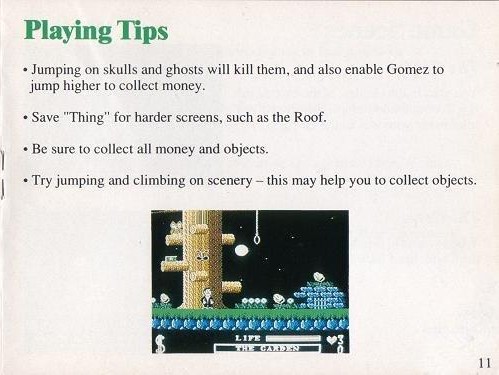 Playing Tips
• Jumping on skulls and ghosts will kill them, and also enable Gomez to
jump higher to collect money.
• Save "Thing" for harder screens, such as the Roof.
• Be sure to collect all money and objects.
• Try jumping and climbing on scenery – this may help you to collect objects.
LIFE
3
$
THE GARDEN
0
11